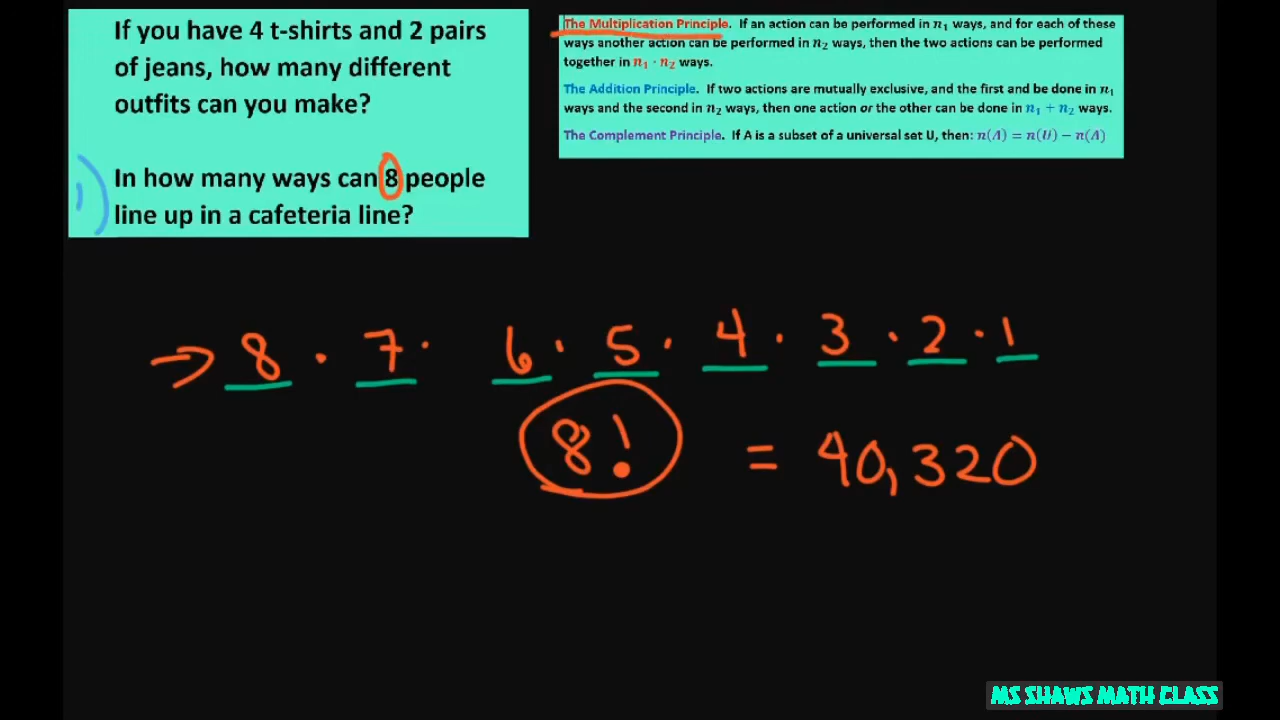 If you have 4 t-shirts and 2 pairs
of jeans, how many different
outfits can you make?
1)
In how many ways can 8 people
line up in a cafeteria line?
The Multiplication Principle. If an action can be performed in n₁ ways, and for each of these
ways another action can be performed in n₂ ways, then the two actions can be performed
together in n₁ · n₂ ways.
The Addition Principle. If two actions are mutually exclusive, and the first and be done in n₁
ways and the second in n₂ ways, then one action or the other can be done in n₁ + n₂ ways.
The Complement Principle. If A is a subset of a universal set U, then: n(A) = n(U) − n(A)
→ 8 · 7 · 6 · 5 · 4 · 3 · 2 · 1
8! = 40,320
MS SHAWS MATH CLASS